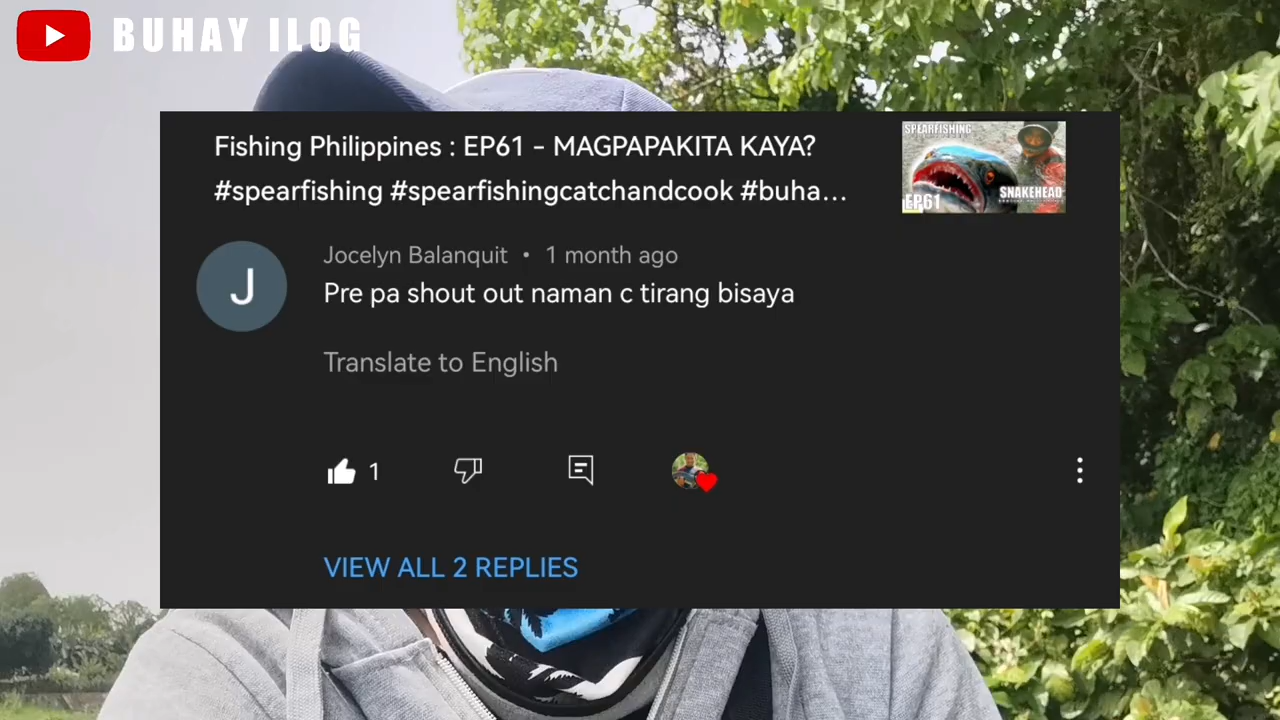 BUHAY ILOG
Fishing Philippines : EP61 - MAGPAPAKITA KAYA?
#spearfishing #spearfishingcatchandcook #buha...
SPEARFISHING
EP61
SNAKEHEAD
J
Jocelyn Balanquit • 1 month ago
Pre pa shout out naman c tirang bisaya
Translate to English
1
VIEW ALL 2 REPLIES